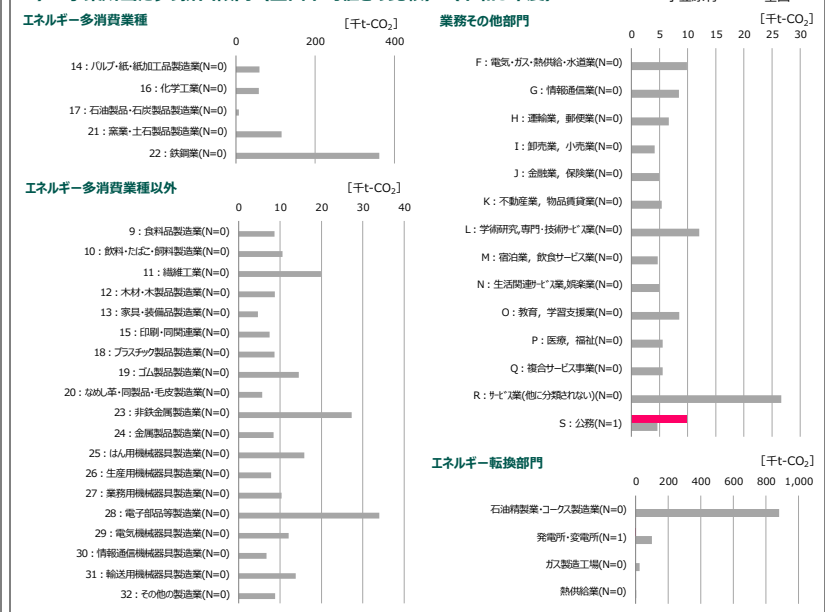 エネルギー多消費業種
[千t-CO2]
0 200 400
14：パルプ・紙・紙加工品製造業(N=0)
16：化学工業(N=0)
17：石油製品・石炭製品製造業(N=0)
21：窯業・土石製品製造業(N=0)
22：鉄鋼業(N=0)
エネルギー多消費業種以外
[千t-CO2]
0 10 20 30 40
9：食料品製造業(N=0)
10：飲料・たばこ・飼料製造業(N=0)
11：繊維工業(N=0)
12：木材・木製品製造業(N=0)
13：家具・装備品製造業(N=0)
15：印刷・同関連業(N=0)
18：プラスチック製品製造業(N=0)
19：ゴム製品製造業(N=0)
20：なめし革・同製品・毛皮製造業(N=0)
23：非鉄金属製造業(N=0)
24：金属製品製造業(N=0)
25：はん用機械器具製造業(N=0)
26：生産用機械器具製造業(N=0)
27：業務用機械器具製造業(N=0)
28：電子部品等製造業(N=0)
29：電気機械器具製造業(N=0)
30：情報通信機械器具製造業(N=0)
31：輸送用機械器具製造業(N=0)
32：その他の製造業(N=0)
業務その他部門
[千t-CO2]
0 5 10 15 20 25 30
F：電気・ガス・熱供給・水道業(N=0)
G：情報通信業(N=0)
H：運輸業，郵便業(N=0)
I：卸売業，小売業(N=0)
J：金融業，保険業(N=0)
K：不動産業，物品賃貸業(N=0)
L：学術研究,専門・技術サービス業(N=0)
M：宿泊業，飲食サービス業(N=0)
N：生活関連サービス業,娯楽業(N=0)
O：教育，学習支援業(N=0)
P：医療，福祉(N=0)
Q：複合サービス事業(N=0)
R：サービス業(他に分類されない)(N=0)
S：公務(N=1)
エネルギー転換部門
[千t-CO2]
0 200 400 600 800 1,000
石油精製業・コークス製造業(N=0)
発電所・変電所(N=1)
ガス製造工場(N=0)
熱供給業(N=0)